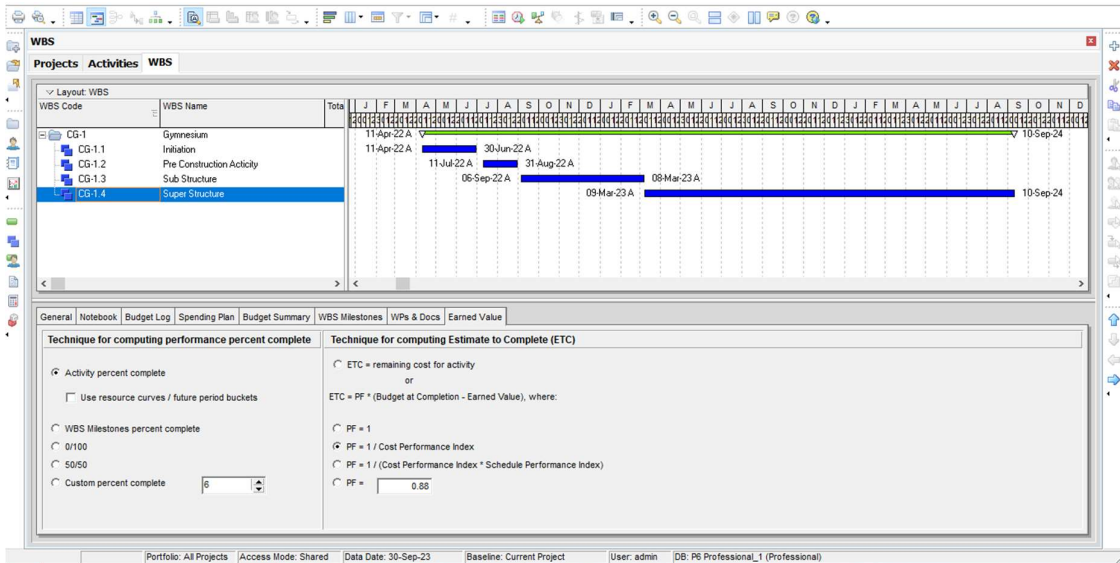 WBS
Projects Activities WBS
Layout: WBS
WBS Code WBS Name Tota J F M A M J J A S O N D J F M A M J J A S O N D J F M A M J J A S O N D
CG-1 Gymnesium 11-Apr-22 A 10-Sep-24
CG-1.1 Initiation 11-Apr-22 A 30-Jun-22 A
CG-1.2 Pre Construction Acticity 11-Jul-22 A 31-Aug-22 A
CG-1.3 Sub Structure 06-Sep-22 A 08-Mar-23 A
CG-1.4 Super Structure 09-Mar-23 A 10-Sep-24
General Notebook Budget Log Spending Plan Budget Summary WBS Milestones WPs & Docs Earned Value
Technique for computing performance percent complete Technique for computing Estimate to Complete (ETC)
ETC = remaining cost for activity
Activity percent complete
or
Use resource curves / future period buckets ETC = PF * (Budget at Completion - Earned Value), where:
WBS Milestones percent complete PF = 1
0/100 PF = 1 / Cost Performance Index
50/50 PF = 1 / (Cost Performance Index * Schedule Performance Index)
Custom percent complete 6 PF = 0.88
Portfolio: All Projects Access Mode: Shared Data Date: 30-Sep-23 Baseline: Current Project User: admin DB: P6 Professional_1 (Professional)